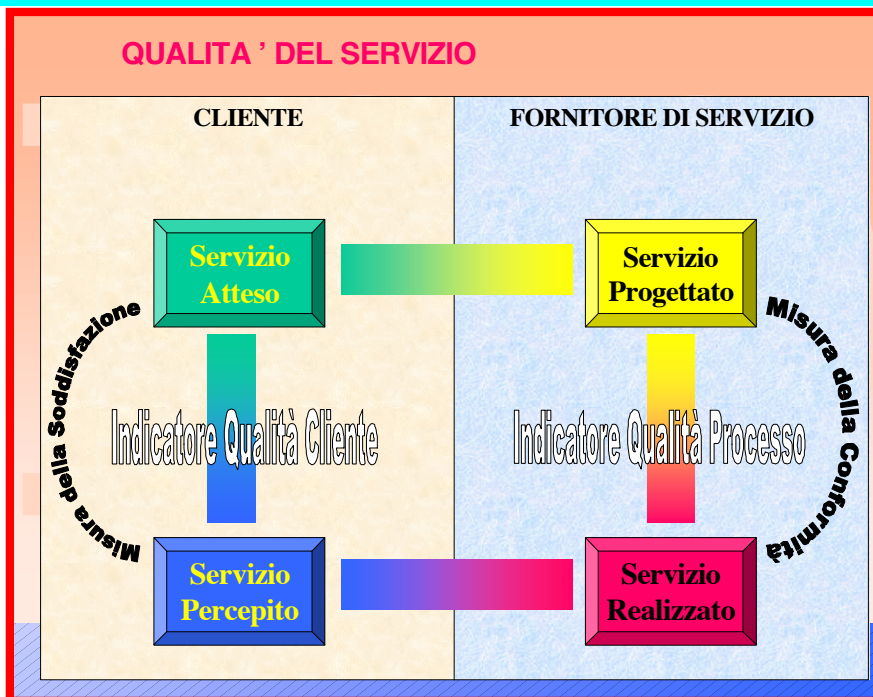 QUALITA ’ DEL SERVIZIO
CLIENTE
FORNITORE DI SERVIZIO
Servizio
Atteso
Servizio
Progettato
Misura della Soddisfazione
Indicatore Qualità Cliente
Indicatore Qualità Processo
Misura della Conformità
Servizio
Percepito
Servizio
Realizzato